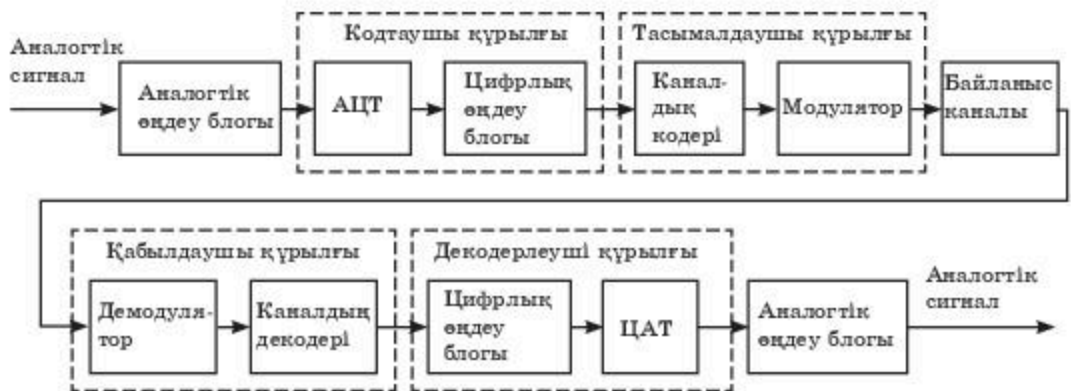 Аналогтік
сигнал
Аналогтік
өңдеу блогы
Кодтаушы құрылғы
АЦТ
Цифрлық
өңдеу
блогы
Тасымалдаушы құрылғы
Канал-
дық
кодері
Модулятор
Байланыс
каналы
Қабылдаушы құрылғы
Демодуля-
тор
Каналдың
декодері
Декодерлеуші құрылғы
Цифрлық
өңдеу
блогы
ЦАТ
Аналогтік
өңдеу блогы
Аналогтік
сигнал